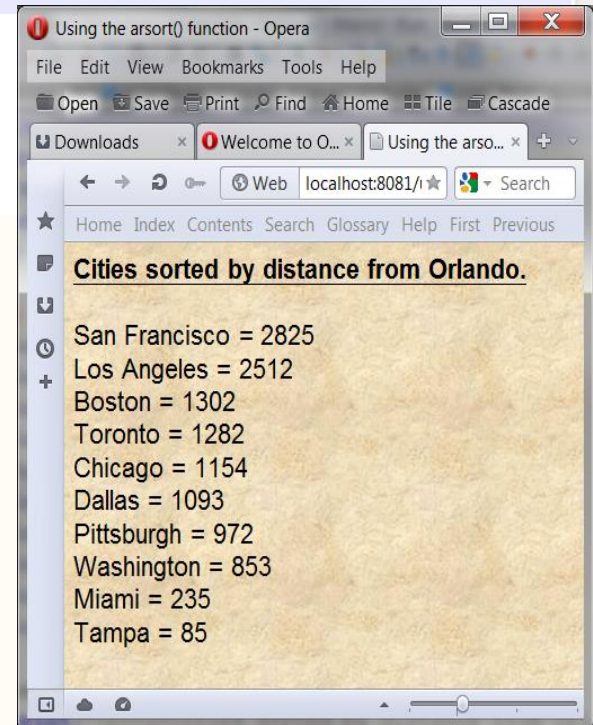 Using the arsort() function - Opera
File Edit View Bookmarks Tools Help
Open Save Print Find Home Tile Cascade
Downloads × Welcome to O... × Using the arso... ×
Web localhost:8081/ Search
Home Index Contents Search Glossary Help First Previous
Cities sorted by distance from Orlando.
San Francisco = 2825
Los Angeles = 2512
Boston = 1302
Toronto = 1282
Chicago = 1154
Dallas = 1093
Pittsburgh = 972
Washington = 853
Miami = 235
Tampa = 85